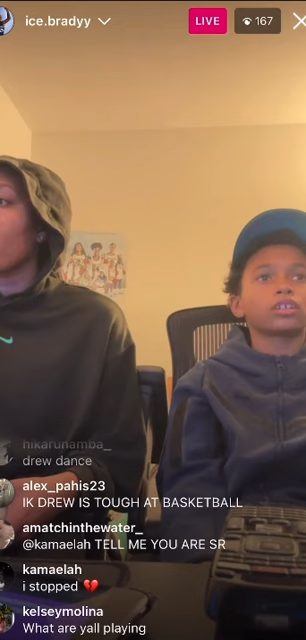 ice.bradyy
LIVE
167
hikarunamba_
drew dance
alex_pahis23
IK DREW IS TOUGH AT BASKETBALL
amatchinthewater_
@kamaelah TELL ME YOU ARE SR
kamaelah
i stopped 💔
kelseymolina
What are yall playing